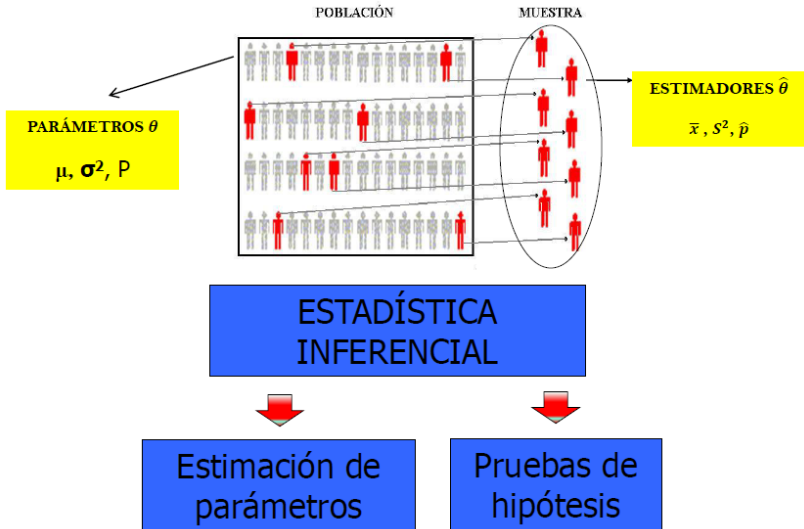 POBLACIÓN
MUESTRA
PARÁMETROS θ
μ, σ², P
ESTIMADORES θ̂
x̅ , S², p̂
ESTADÍSTICA
INFERENCIAL
Estimación de
parámetros
Pruebas de
hipótesis